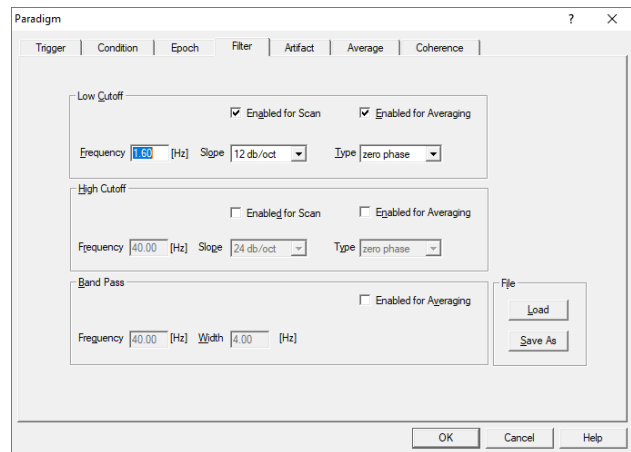 Paradigm ? ×
Trigger Condition Epoch Filter Artifact Average Coherence
Low Cutoff
Enabled for Scan Enabled for Averaging
Frequency 1.60 [Hz] Slope 12 db/oct Type zero phase
High Cutoff
Enabled for Scan Enabled for Averaging
Frequency 40.00 [Hz] Slope 24 db/oct Type zero phase
Band Pass
Enabled for Averaging
Frequency 40.00 [Hz] Width 4.00 [Hz]
File
Load
Save As
OK Cancel Help